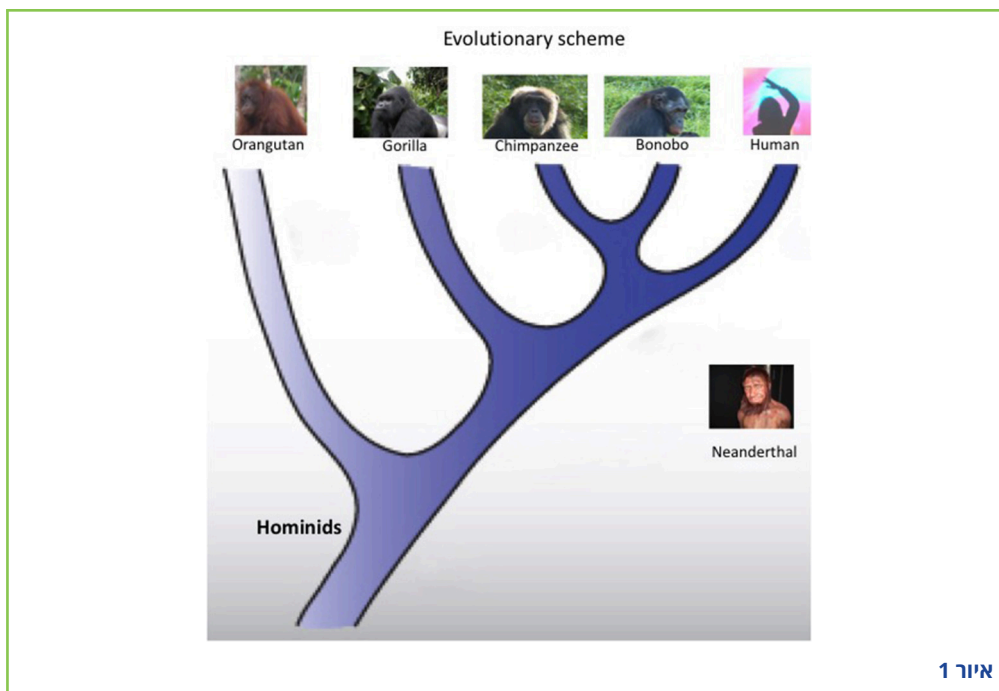 Evolutionary scheme
Orangutan
Gorilla
Chimpanzee
Bonobo
Human
Neanderthal
Hominids
איור 1